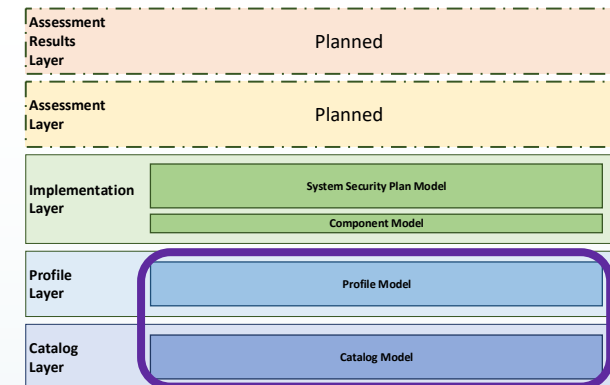 Assessment
Results
Layer
Planned
Assessment
Layer
Planned
Implementation
Layer
System Security Plan Model
Component Model
Profile
Layer
Profile Model
Catalog
Layer
Catalog Model